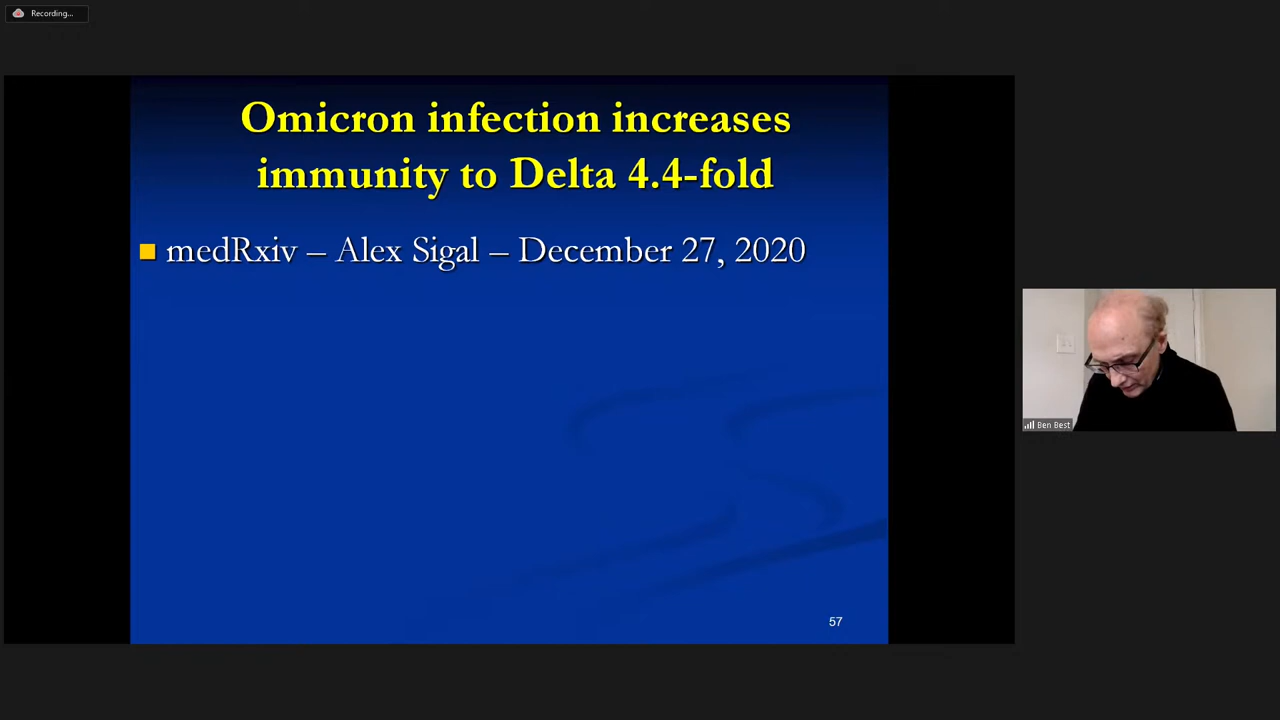 Recording...
Omicron infection increases
immunity to Delta 4.4-fold
medRxiv – Alex Sigal – December 27, 2020
Ben Best
57